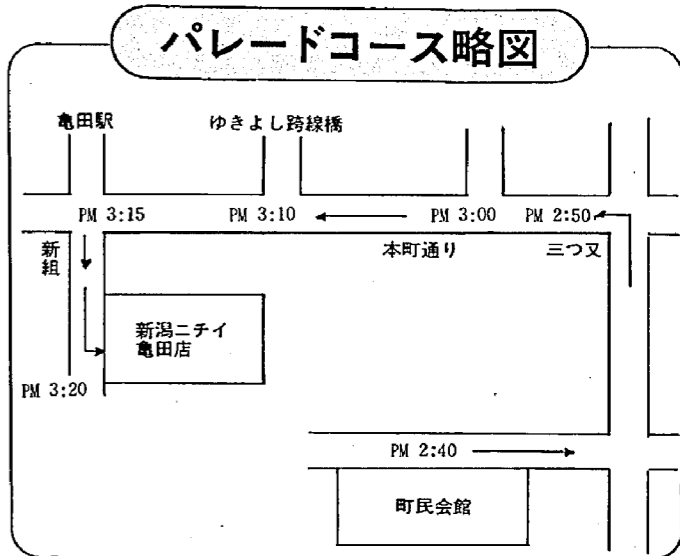 パレードコース略図
亀田駅
ゆきよし跨線橋
PM 3:15
PM 3:10
PM 3:00
PM 2:50
新組
本町通り
三つ又
新潟ニチイ
亀田店
PM 3:20
PM 2:40
町民会館